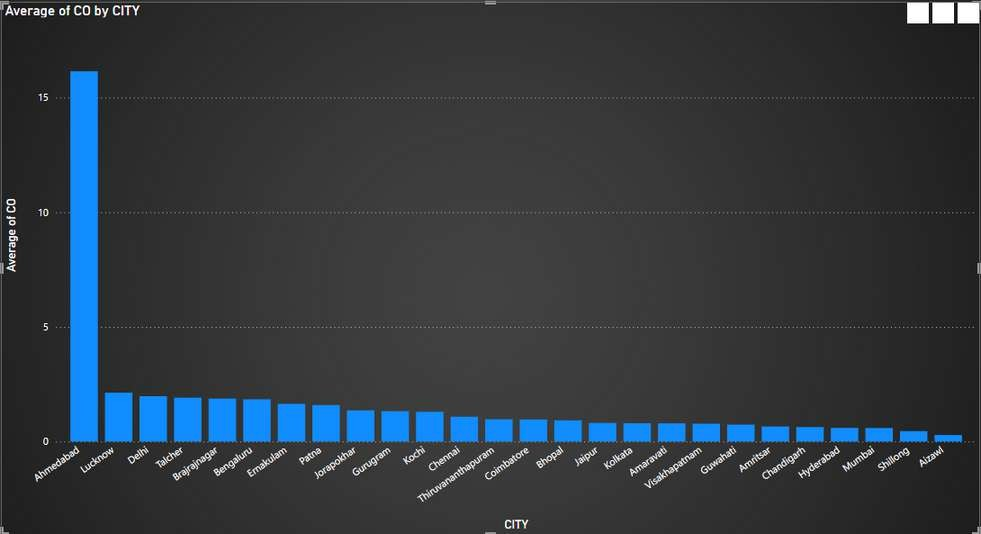 Average of CO by CITY
15
10
5
0
Average of CO
Ahmedabad
Lucknow
Delhi
Talcher
Brajrajnagar
Bengaluru
Ernakulam
Patna
Jorapokhar
Gurugram
Kochi
Chennai
Thiruvananthapuram
Coimbatore
Bhopal
Jaipur
Kolkata
Amaravati
Visakhapatnam
Guwahati
Amritsar
Chandigarh
Hyderabad
Mumbai
Shillong
Aizawl
CITY